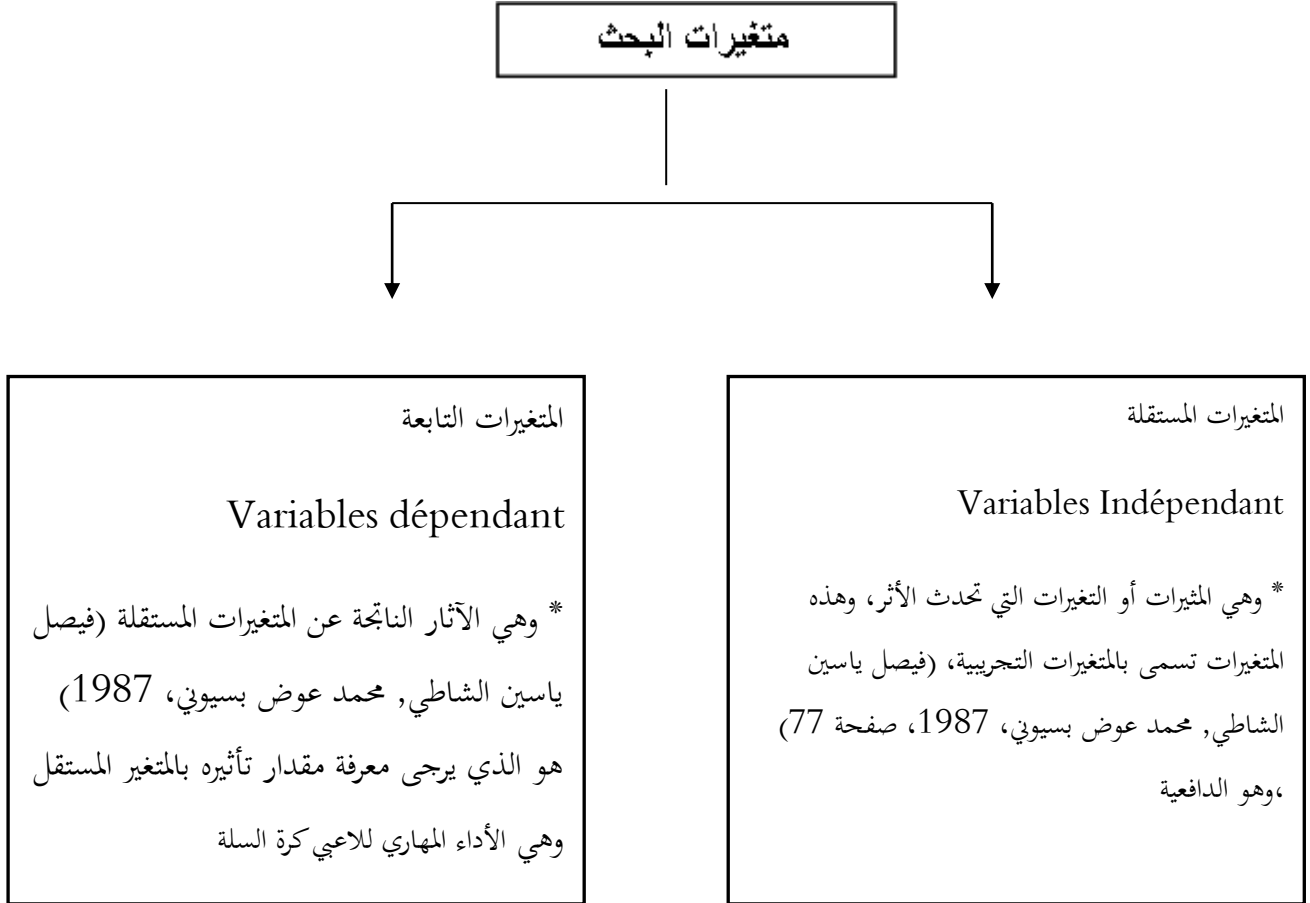 متغيرات البحث
المتغيرات المستقلة
Variables Indépendant
* وهي المثيرات أو التغيرات التي تحدث الأثر، وهذه
المتغيرات تسمى بالمتغيرات التجريبية، (فيصل ياسين
الشاطي, محمد عوض بسيوني، 1987، صفحة 77)
،وهو الدافعية
المتغيرات التابعة
Variables dépendant
* وهي الآثار الناتجة عن المتغيرات المستقلة (فيصل
ياسين الشاطي, محمد عوض بسيوني، 1987)
هو الذي يرجى معرفة مقدار تأثيره بالمتغير المستقل
وهي الأداء المهاري للاعبي كرة السلة